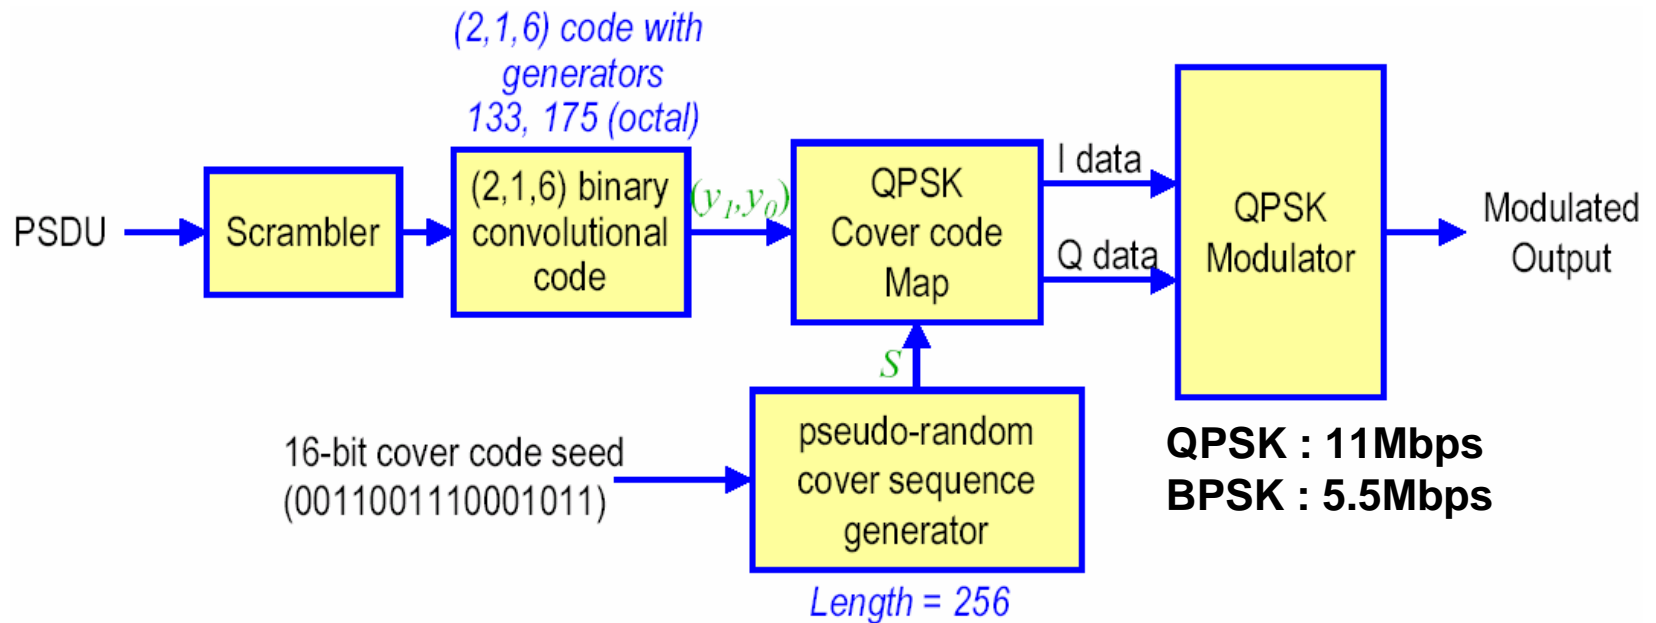 (2,1,6) code with
generators
133, 175 (octal)
PSDU
Scrambler
(2,1,6) binary
convolutional
code
(y1,y0)
QPSK
Cover code
Map
I data
Q data
QPSK
Modulator
Modulated
Output
S
16-bit cover code seed
(0011001110001011)
pseudo-random
cover sequence
generator
Length = 256
QPSK : 11Mbps
BPSK : 5.5Mbps